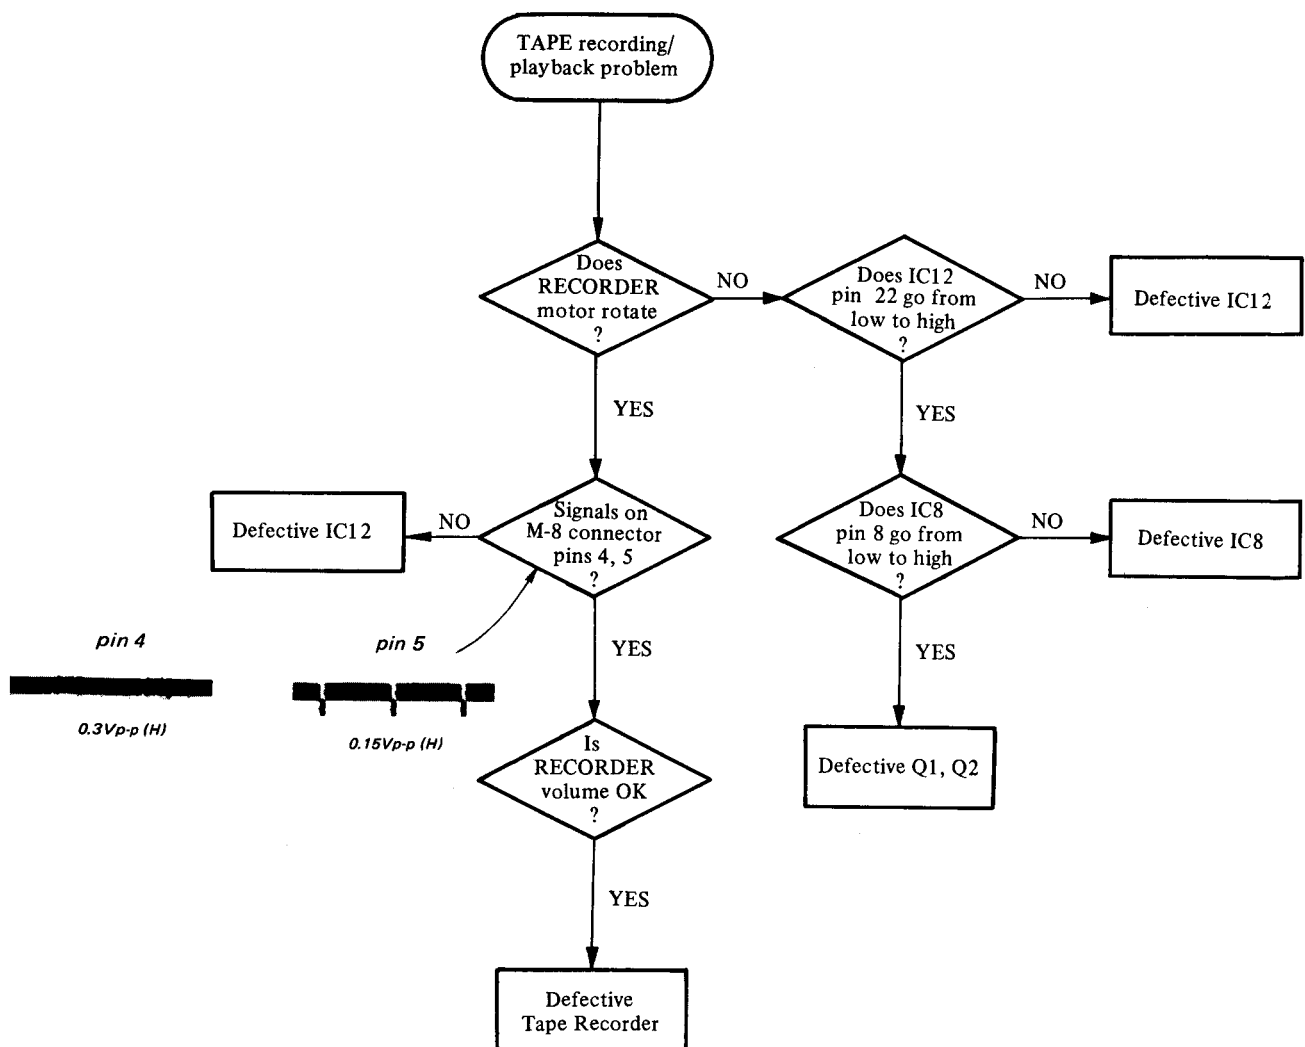 TAPE recording/
playback problem
Does
RECORDER
motor rotate
?
NO
Does IC12
pin 22 go from
low to high
?
NO
Defective IC12
YES
YES
Defective IC12
NO
Signals on
M-8 connector
pins 4, 5
?
Does IC8
pin 8 go from
low to high
?
NO
Defective IC8
pin 4
pin 5
YES
YES
0.3Vp-p (H)
0.15Vp-p (H)
Is
RECORDER
volume OK
?
Defective Q1, Q2
YES
Defective
Tape Recorder